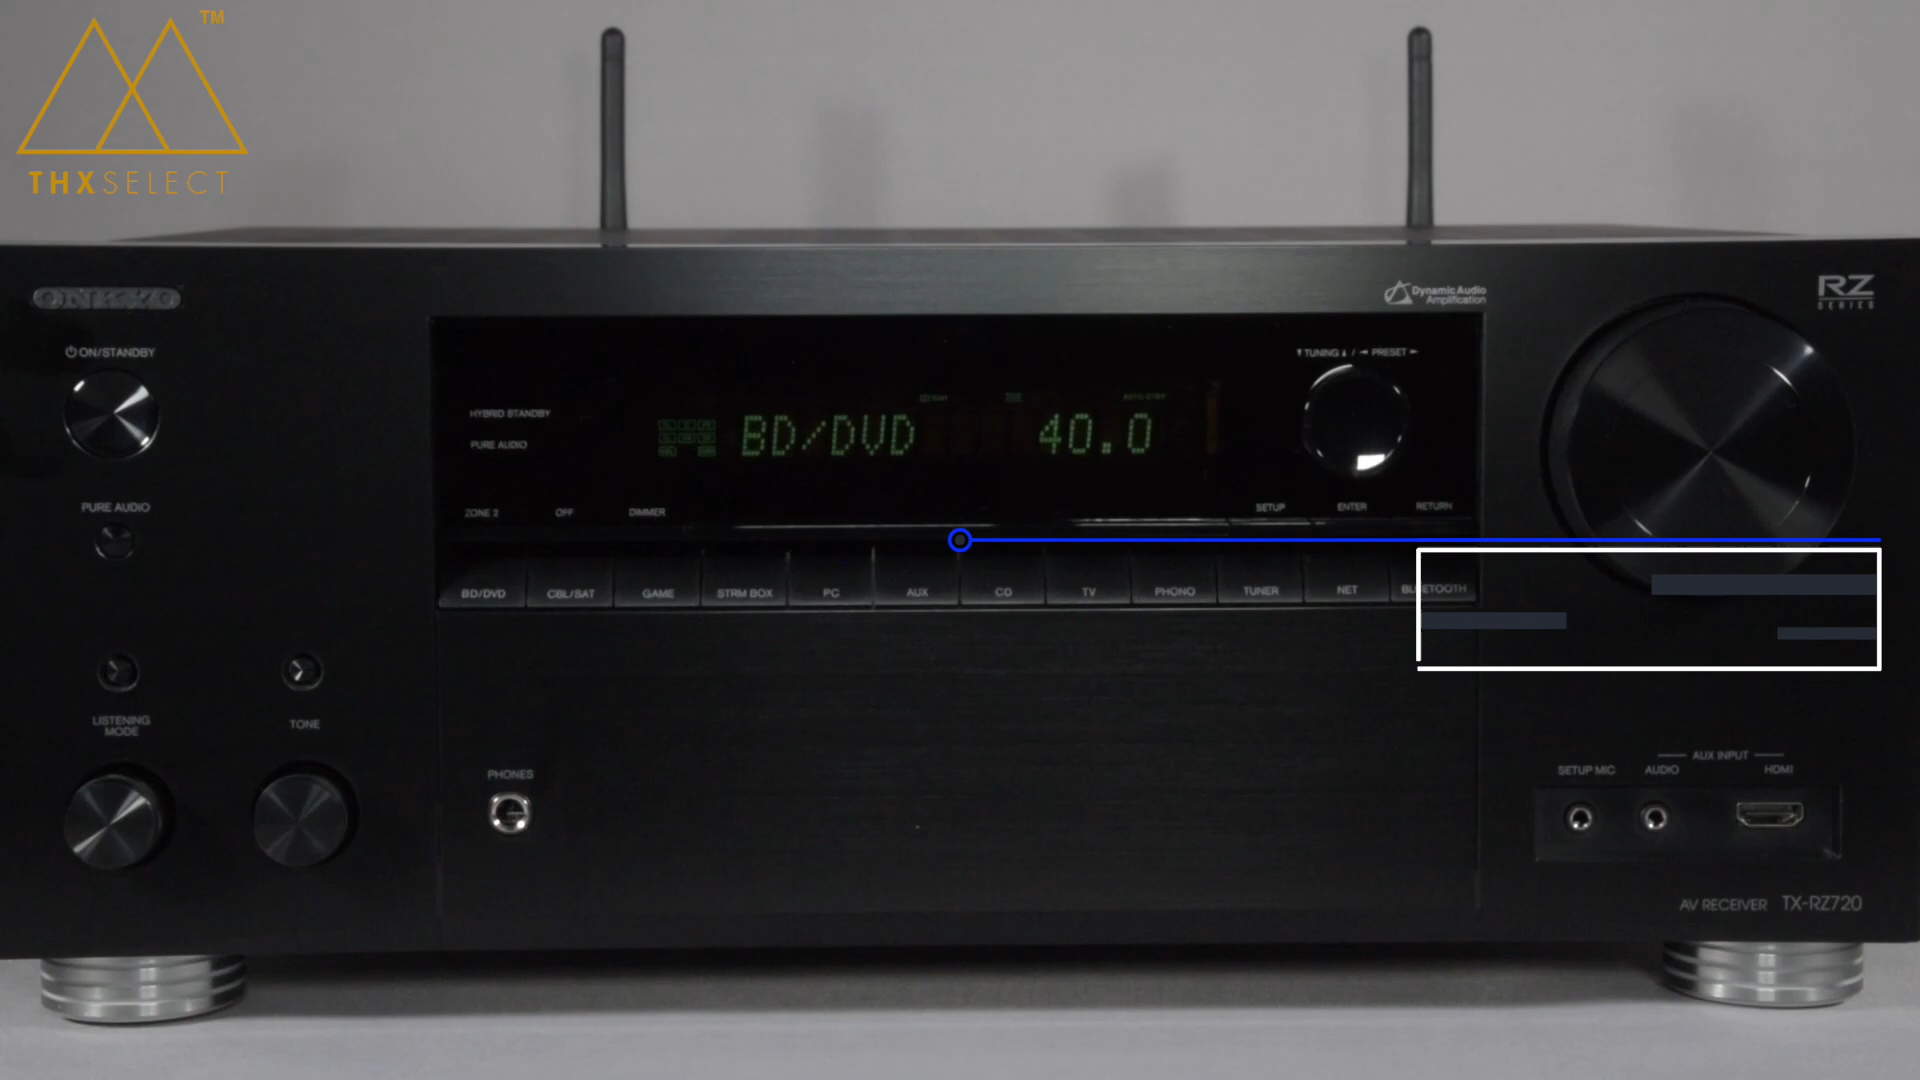 TM
THX SELECT
ONKYO
Dynamic Audio
Amplification
RZ
SERIES
ON/STANDBY
TUNING / PRESET
HYBRID STANDBY
PURE AUDIO
BD/DVD 40.0
AUTO STBY
PURE AUDIO
ZONE 2 OFF DIMMER
SETUP ENTER RETURN
BD/DVD CBL/SAT GAME STRM BOX PC AUX CD TV PHONO TUNER NET BLUETOOTH
LISTENING
MODE
TONE
PHONES
AUX INPUT
SETUP MIC AUDIO HDMI
AV RECEIVER TX-RZ720